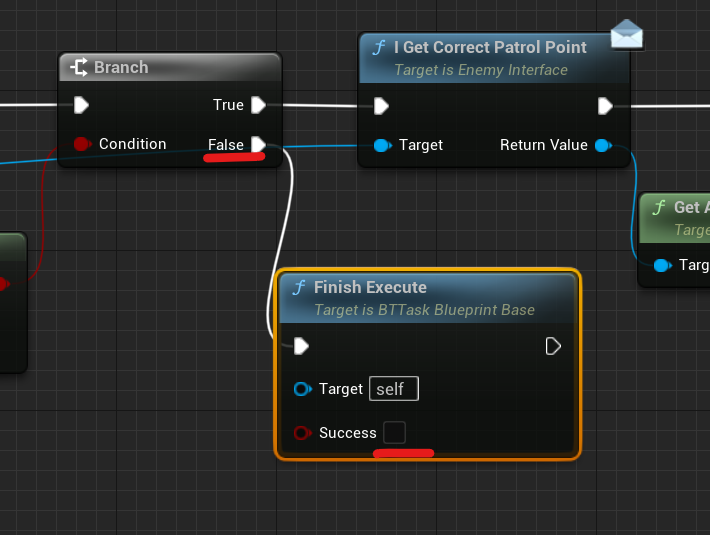 Branch
True
Condition
False
I Get Correct Patrol Point
Target is Enemy Interface
Target
Return Value
Get
Finish Execute
Target is BTTask Blueprint Base
Target self
Success